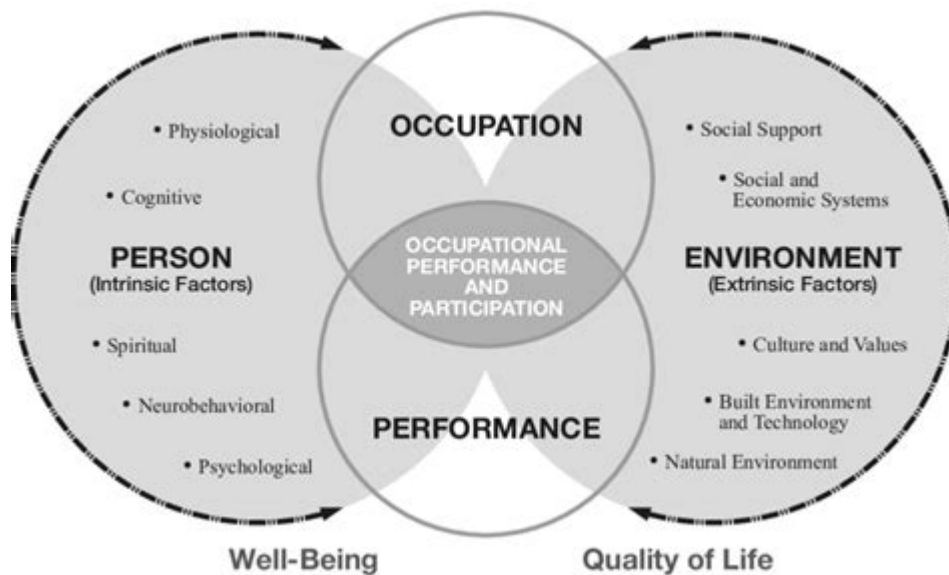 OCCUPATION
• Physiological
• Cognitive
PERSON
(Intrinsic Factors)
• Spiritual
• Neurobehavioral
• Psychological
OCCUPATIONAL
PERFORMANCE
AND
PARTICIPATION
PERFORMANCE
• Social Support
• Social and
Economic Systems
ENVIRONMENT
(Extrinsic Factors)
• Culture and Values
• Built Environment
and Technology
• Natural Environment
Well-Being
Quality of Life